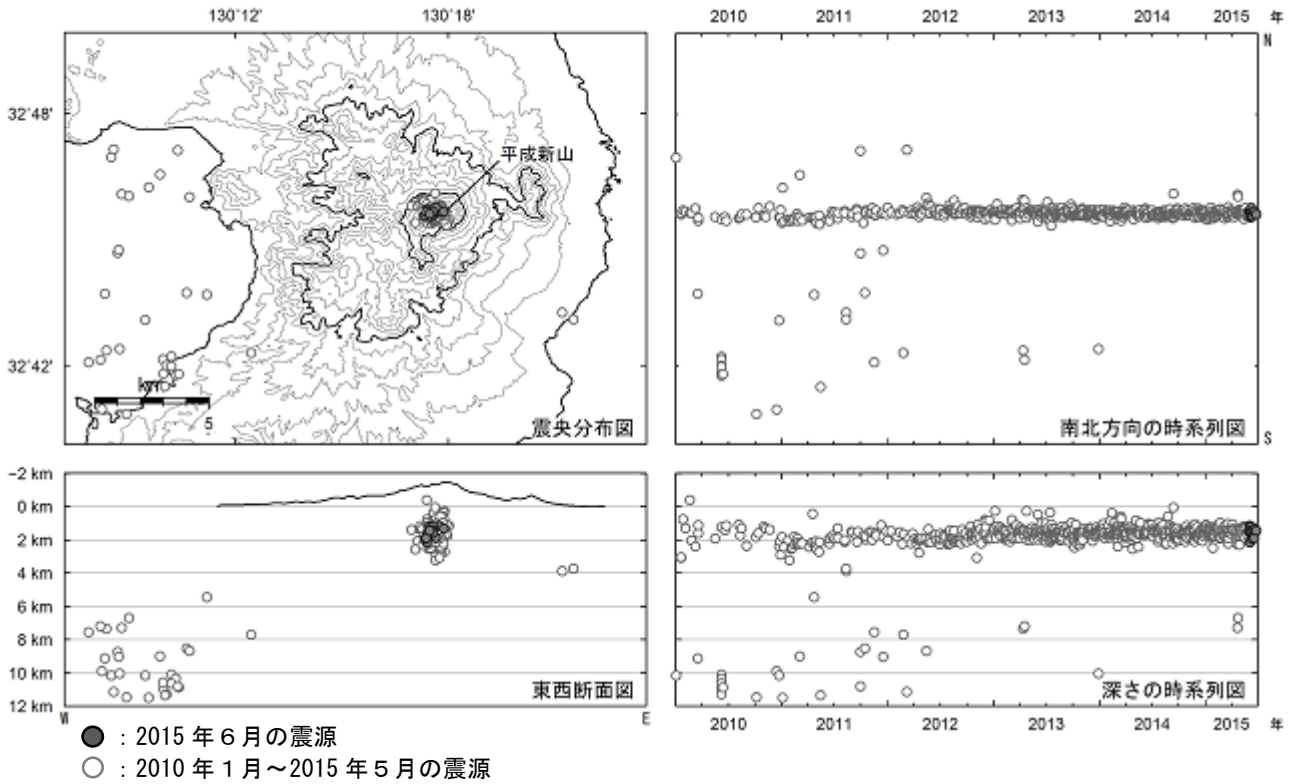 130°12′ 130°18′
32°48′
32°42′
平成新山
km
5
震央分布図
2010 2011 2012 2013 2014 2015 年
N
S
南北方向の時系列図
-2 km
0 km
2 km
4 km
6 km
8 km
10 km
12 km
W E
東西断面図
深さの時系列図
2010 2011 2012 2013 2014 2015 年
：2015 年６月の震源
：2010 年１月～2015 年５月の震源